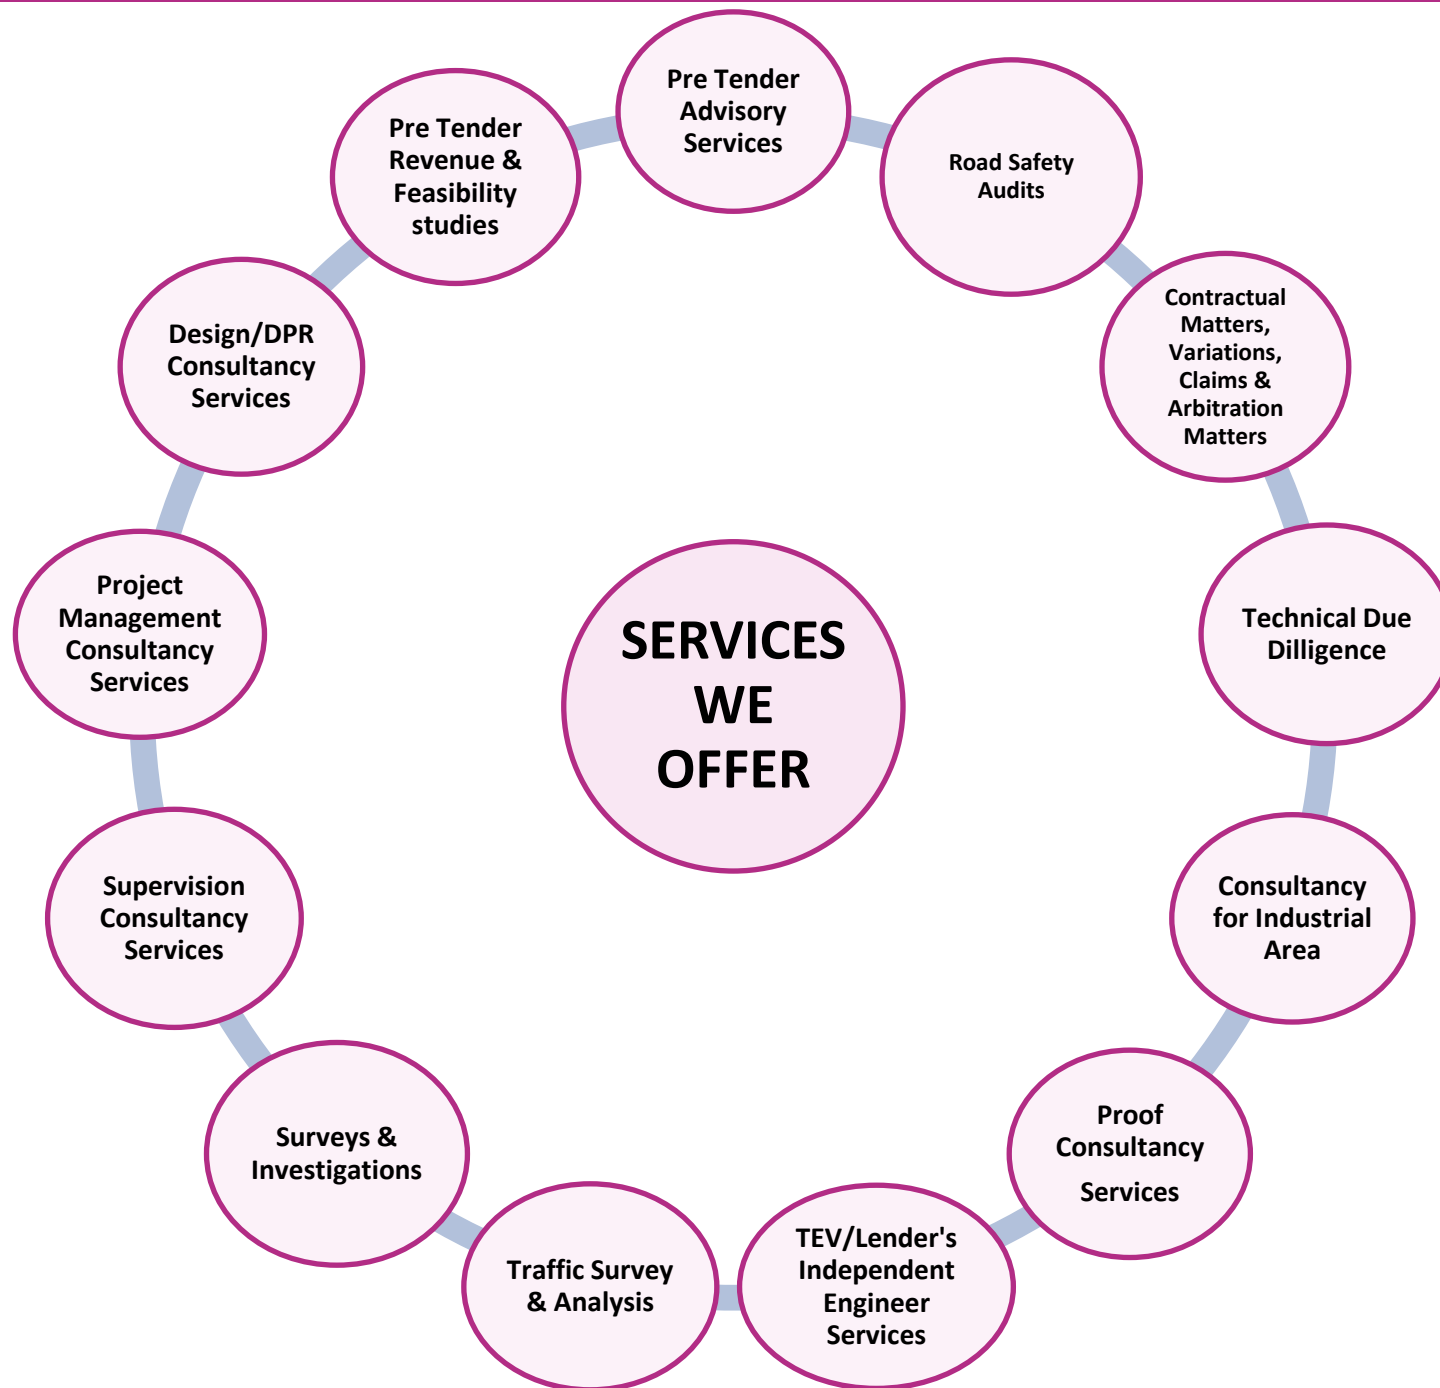 Pre Tender
Advisory
Services
Road Safety
Audits
Contractual
Matters,
Variations,
Claims &
Arbitration
Matters
Technical Due
Dilligence
Consultancy
for Industrial
Area
Proof
Consultancy
Services
TEV/Lender's
Independent
Engineer
Services
Traffic Survey
& Analysis
Surveys &
Investigations
Supervision
Consultancy
Services
Project
Management
Consultancy
Services
Design/DPR
Consultancy
Services
Pre Tender
Revenue &
Feasibility
studies
SERVICES
WE
OFFER